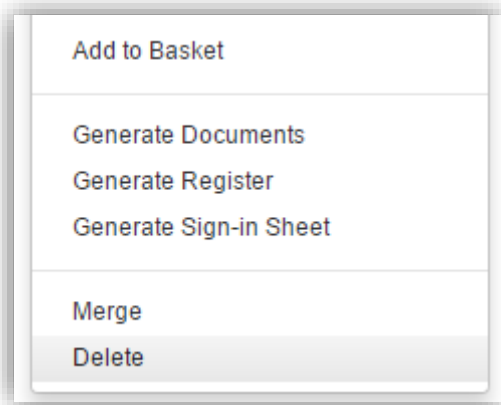 Add to Basket
Generate Documents
Generate Register
Generate Sign-in Sheet
Merge
Delete